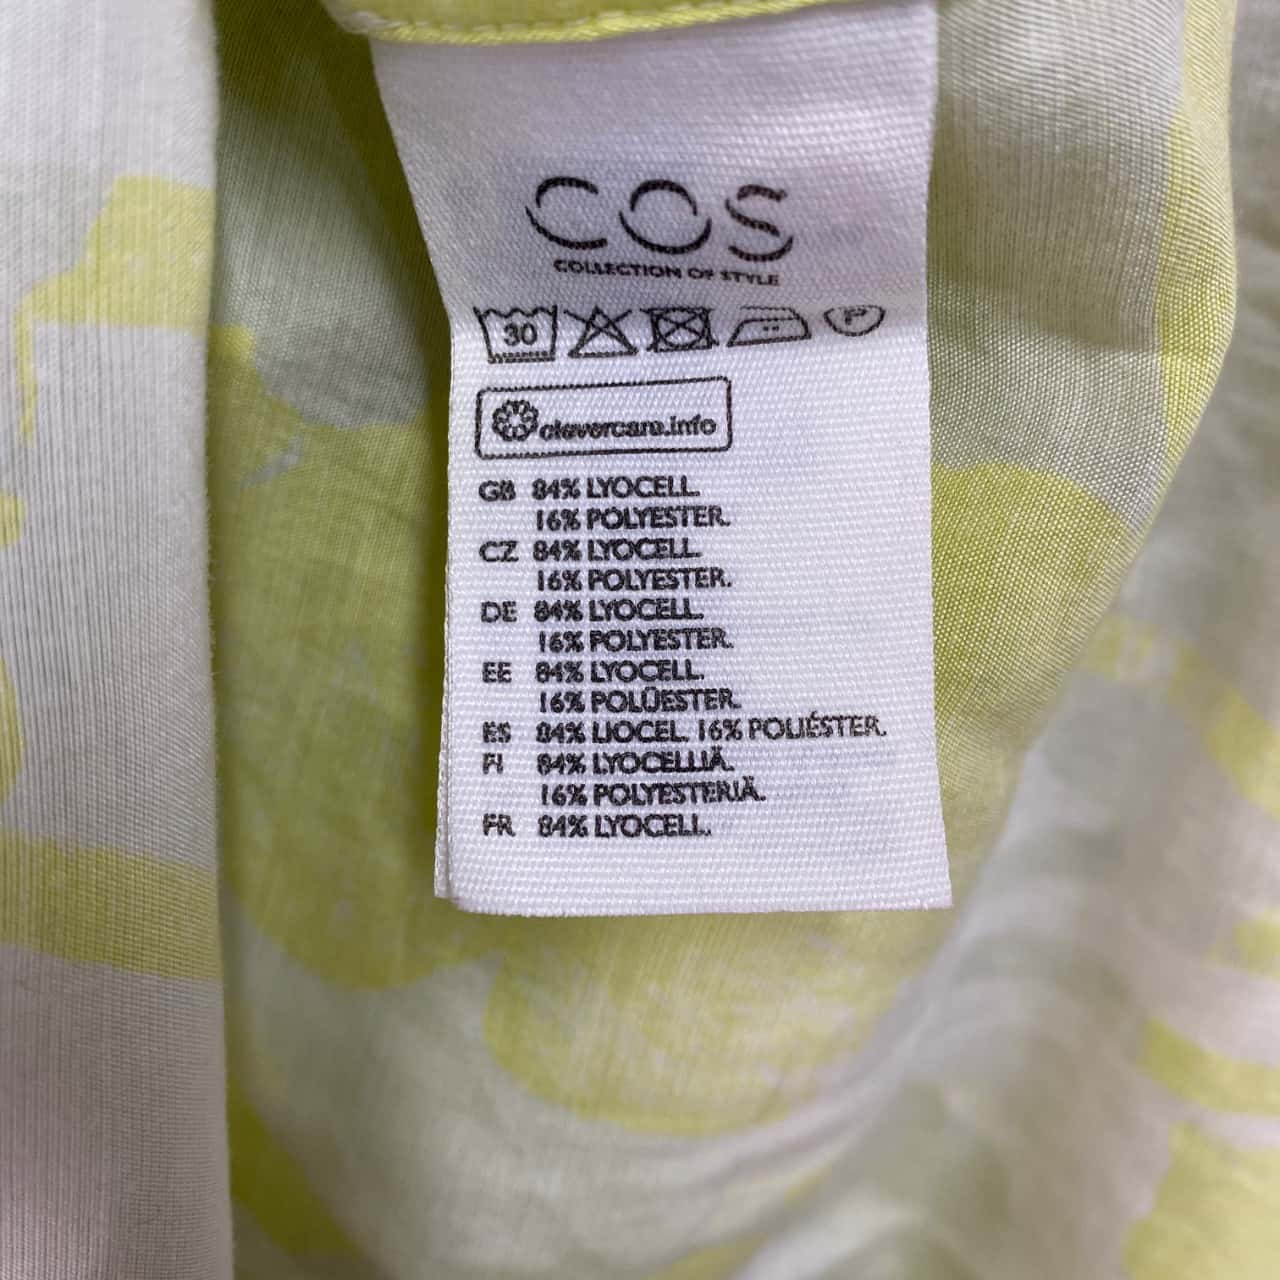 COS
COLLECTION OF STYLE
30 P
clevercare.info
GB 84% LYOCELL.
16% POLYESTER.
CZ 84% LYOCELL.
16% POLYESTER.
DE 84% LYOCELL.
16% POLYESTER.
EE 84% LYOCELL.
16% POLÜESTER.
ES 84% LIOCEL. 16% POLIÉSTER.
FI 84% LYOCELLIÄ.
16% POLYESTERIÄ.
FR 84% LYOCELL.